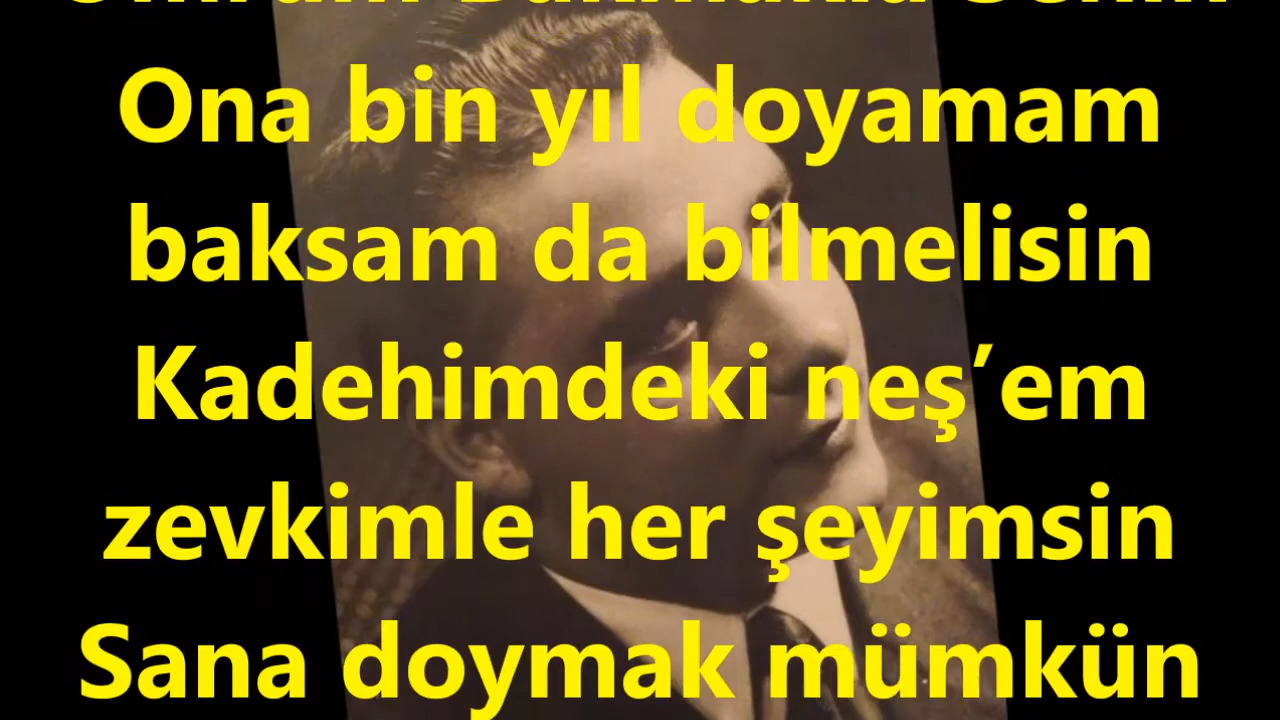 Ona bin yıl doyamam
baksam da bilmelisin
Kadehimdeki neş’em
zevkimle her şeyimsin
Sana doymak mümkün